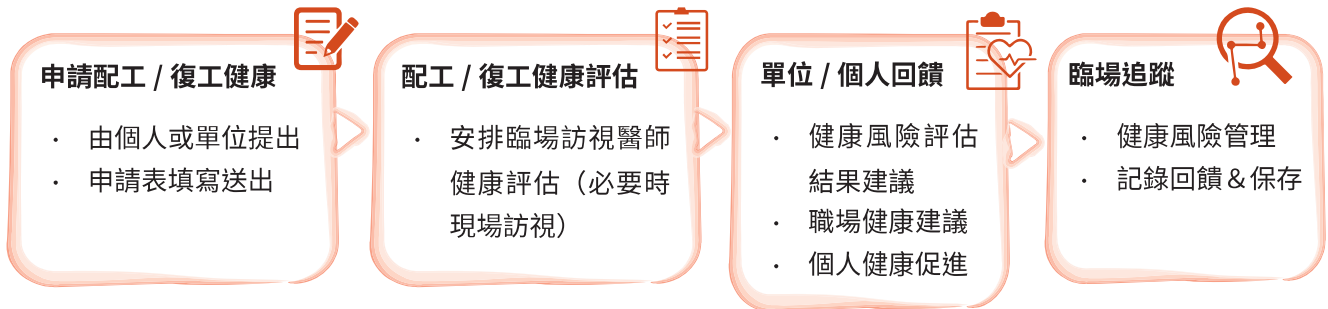 申請配工 / 復工健康
· 由個人或單位提出
· 申請表填寫送出
配工 / 復工健康評估
· 安排臨場訪視醫師
健康評估（必要時
現場訪視）
單位 / 個人回饋
· 健康風險評估
結果建議
· 職場健康建議
· 個人健康促進
臨場追蹤
· 健康風險管理
· 記錄回饋＆保存